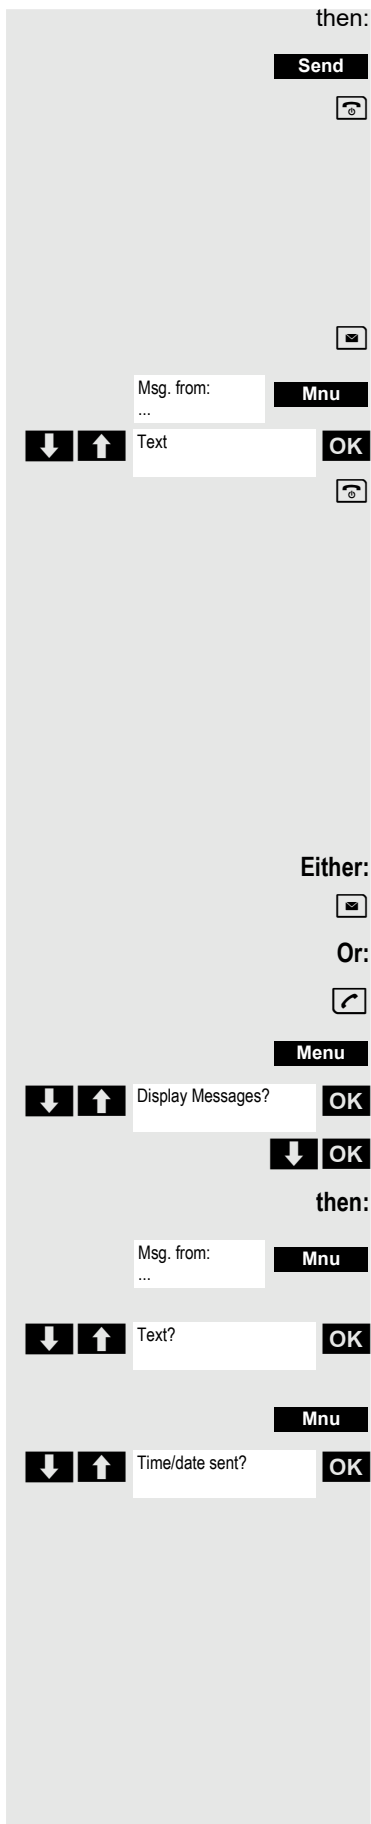 then:
Send
Msg. from:
...
Mnu
Text
OK
Either:
Or:
Menu
Display Messages?
OK
OK
then:
Msg. from:
...
Mnu
Text?
OK
Mnu
Time/date sent?
OK